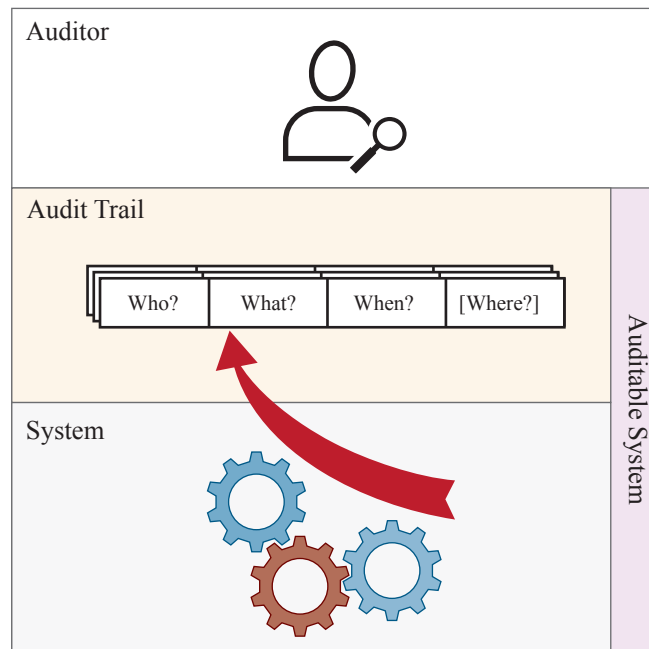 Auditor
Audit Trail
Who? What? When? [Where?]
Auditable System
System